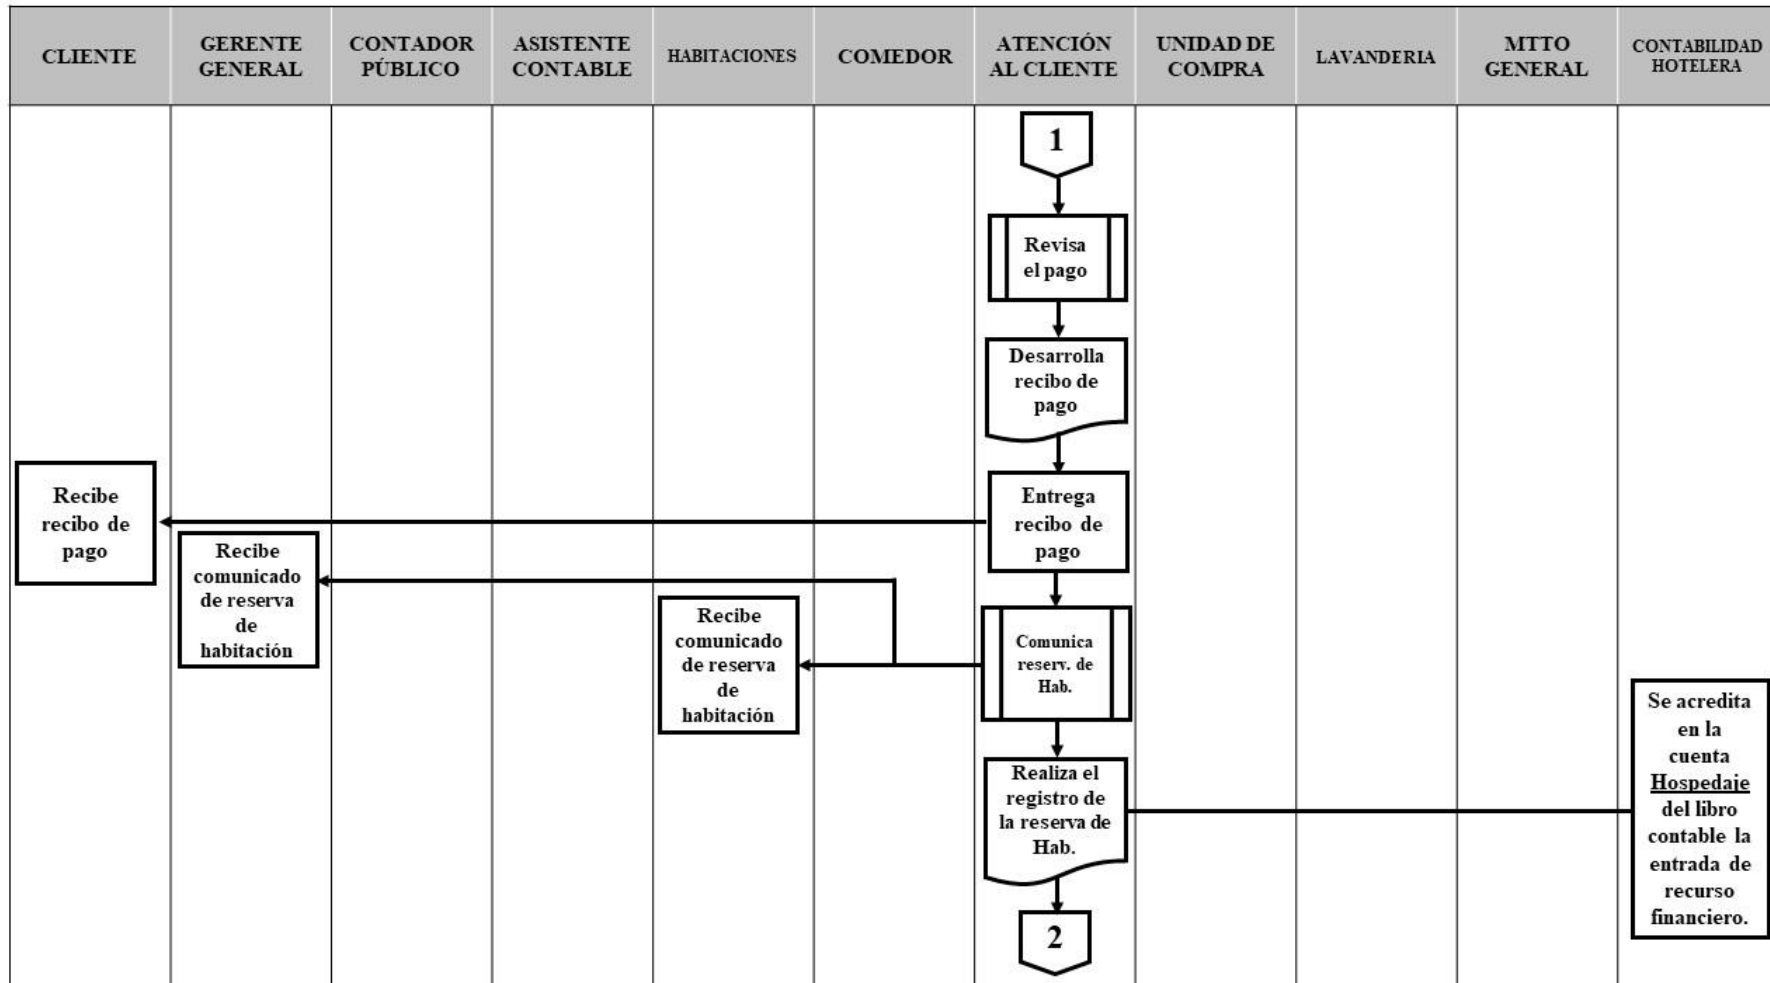 CLIENTE
GERENTE
GENERAL
CONTADOR
PÚBLICO
ASISTENTE
CONTABLE
HABITACIONES
COMEDOR
ATENCIÓN
AL CLIENTE
UNIDAD DE
COMPRA
LAVANDERIA
MTTO
GENERAL
CONTABILIDAD
HOTELERA
1
Revisa
el pago
Desarrolla
recibo de
pago
Entrega
recibo de
pago
Recibe
recibo de
pago
Recibe
comunicado
de reserva
de
habitación
Recibe
comunicado
de reserva
de
habitación
Comunica
reserv. de
Hab.
Realiza el
registro de
la reserva de
Hab.
Se acredita
en la
cuenta
Hospedaje
del libro
contable la
entrada de
recurso
financiero.
2